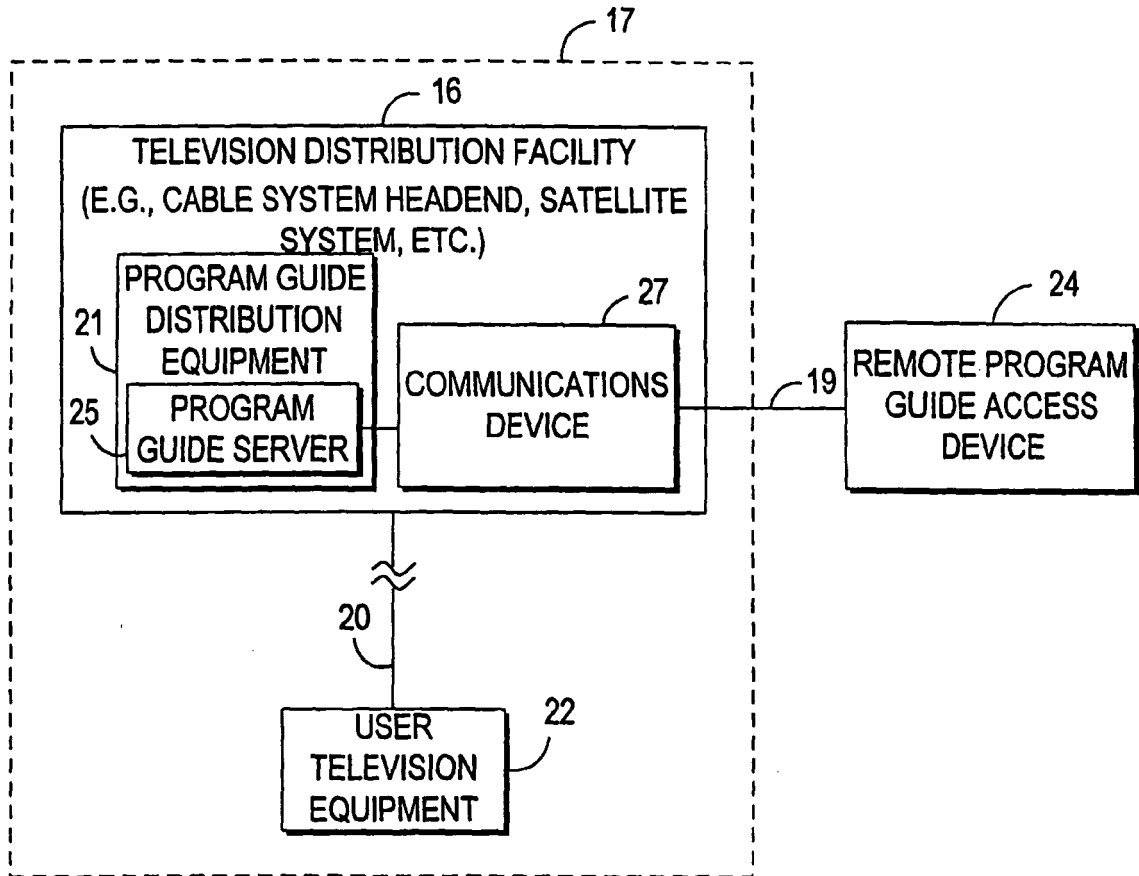 17
16
TELEVISION DISTRIBUTION FACILITY
(E.G., CABLE SYSTEM HEADEND, SATELLITE
SYSTEM, ETC.)
PROGRAM GUIDE
DISTRIBUTION
EQUIPMENT
21
25
PROGRAM
GUIDE SERVER
27
COMMUNICATIONS
DEVICE
19
24
REMOTE PROGRAM
GUIDE ACCESS
DEVICE
20
22
USER
TELEVISION
EQUIPMENT